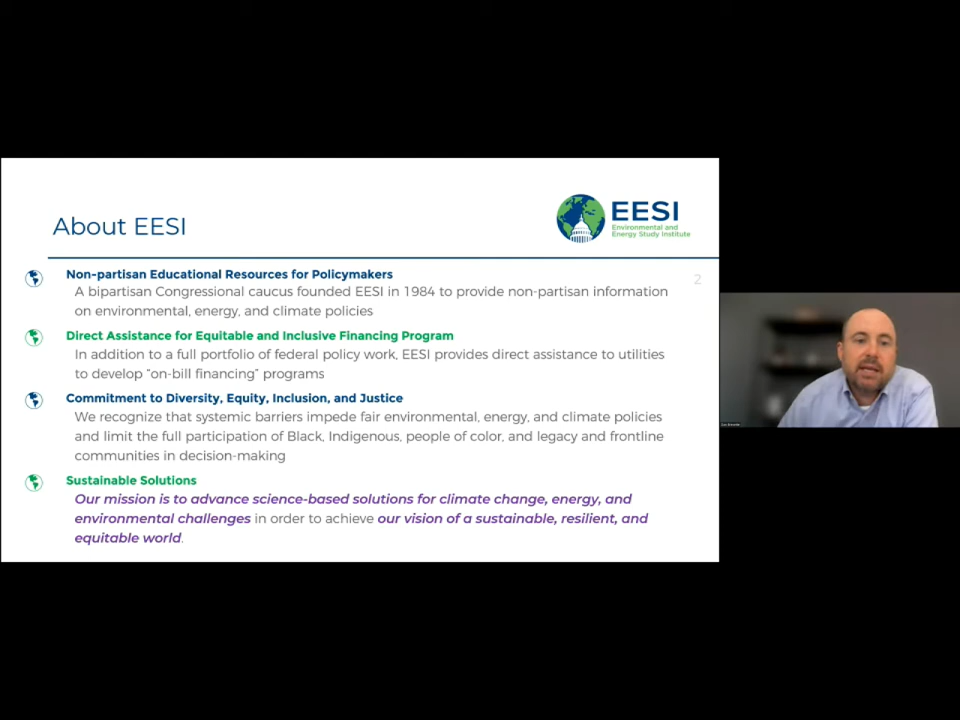 About EESI
EESI
Environmental and
Energy Study Institute
2
Non-partisan Educational Resources for Policymakers
A bipartisan Congressional caucus founded EESI in 1984 to provide non-partisan information
on environmental, energy, and climate policies
Direct Assistance for Equitable and Inclusive Financing Program
In addition to a full portfolio of federal policy work, EESI provides direct assistance to utilities
to develop “on-bill financing” programs
Commitment to Diversity, Equity, Inclusion, and Justice
We recognize that systemic barriers impede fair environmental, energy, and climate policies
and limit the full participation of Black, Indigenous, people of color, and legacy and frontline
communities in decision-making
Sustainable Solutions
Our mission is to advance science-based solutions for climate change, energy, and
environmental challenges in order to achieve our vision of a sustainable, resilient, and
equitable world.